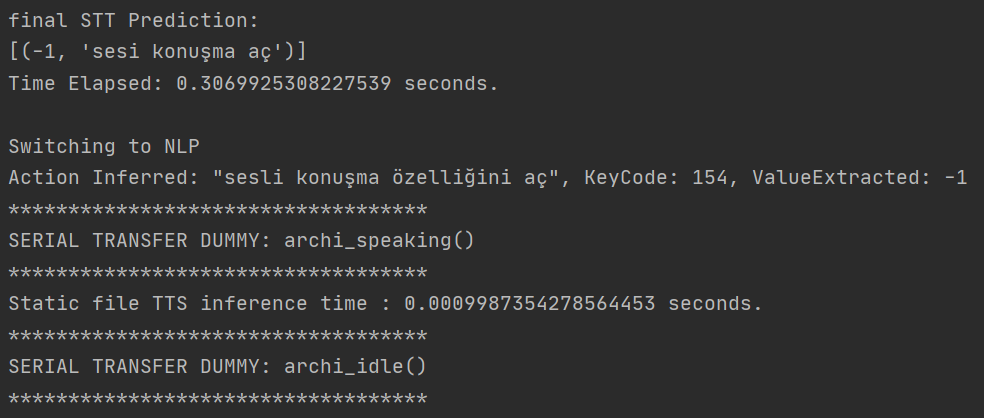 final STT Prediction:
[(-1, 'sesi konuşma aç')]
Time Elapsed: 0.3069925308227539 seconds.
Switching to NLP
Action Inferred: "sesli konuşma özelliğini aç", KeyCode: 154, ValueExtracted: -1
***********************************
SERIAL TRANSFER DUMMY: archi_speaking()
***********************************
Static file TTS inference time : 0.0009987354278564453 seconds.
***********************************
SERIAL TRANSFER DUMMY: archi_idle()
***********************************